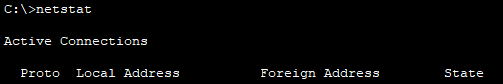 C:\>netstat
Active Connections
Proto  Local Address          Foreign Address        State